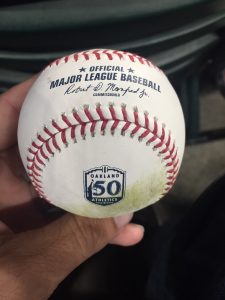 OFFICIAL
MAJOR LEAGUE BASEBALL
Robert D. Manfred Jr.
COMMISSIONER
OAKLAND
50
ATHLETICS